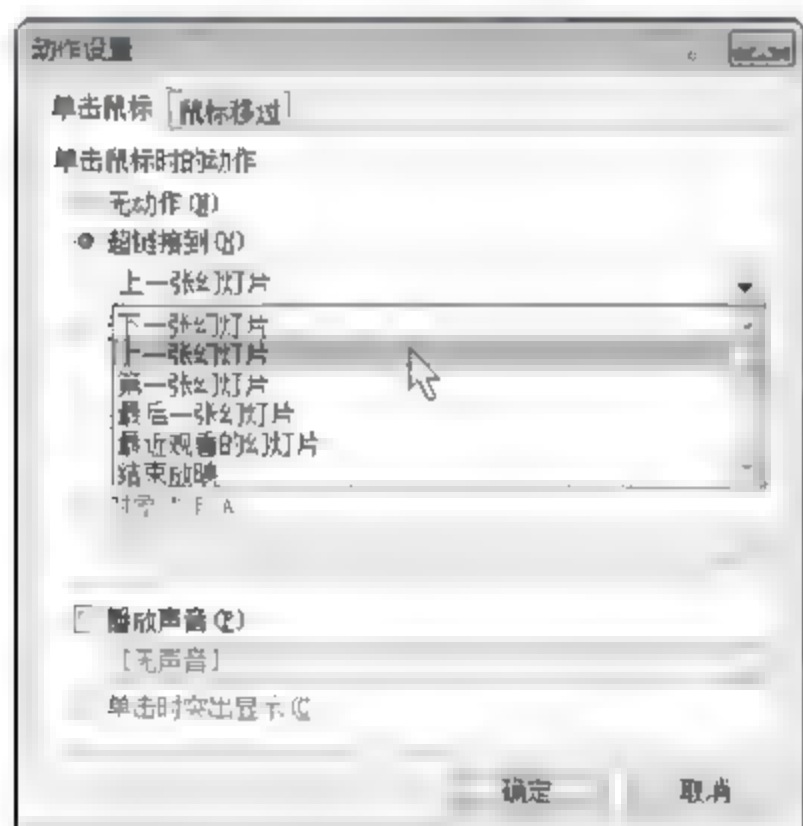 动作设置
单击鼠标 鼠标移过
单击鼠标时的动作
无动作(N)
超链接到(H)
上一张幻灯片
下一张幻灯片
上一张幻灯片
第一张幻灯片
最后一张幻灯片
最近观看的幻灯片
结束放映
播放声音(P)
[无声音]
单击时突出显示(C
确定 取消